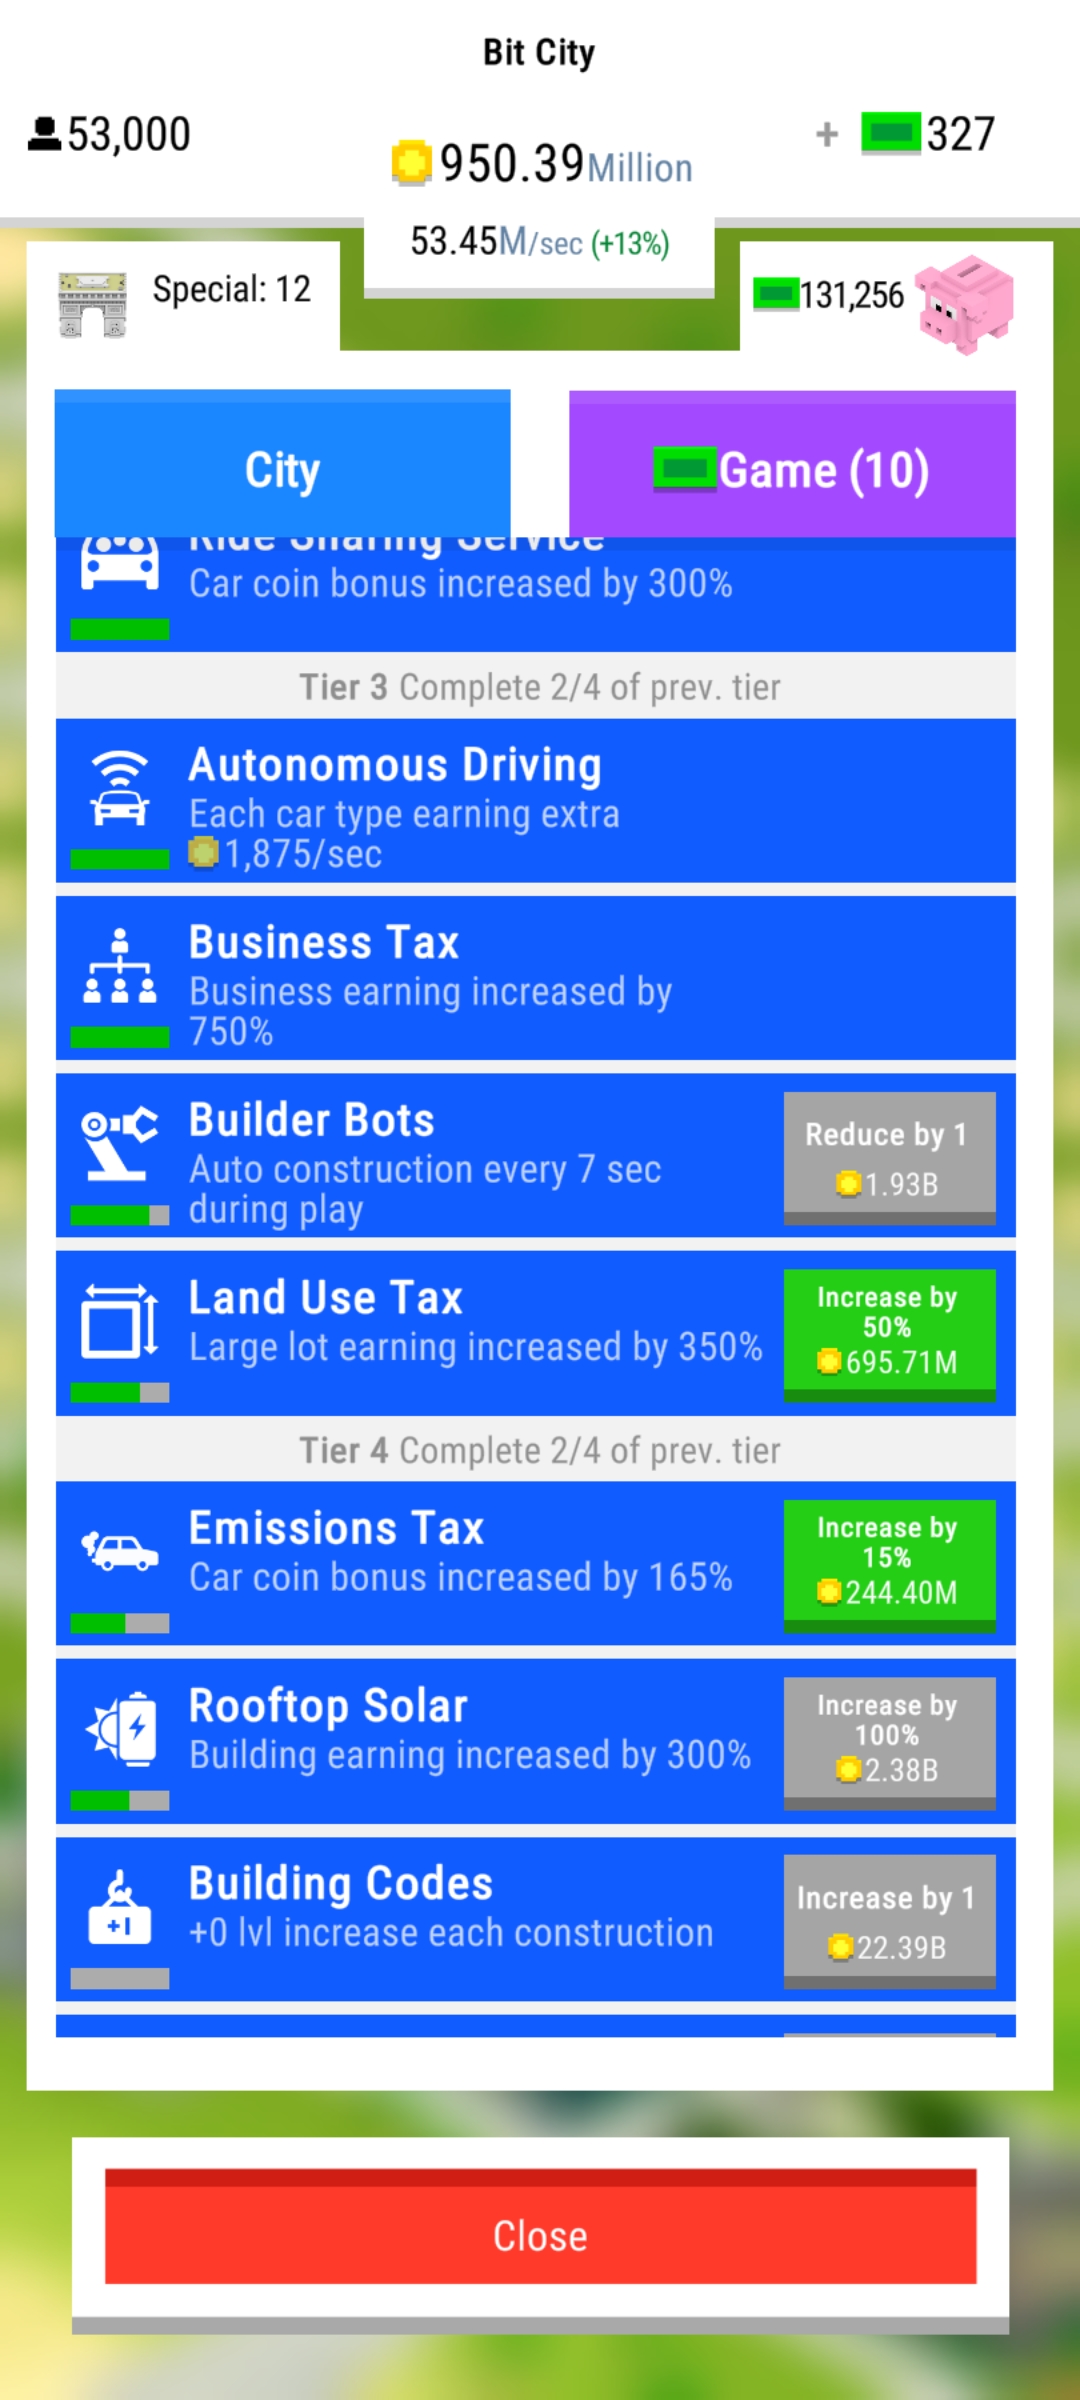 Bit City
53,000
950.39Million
+ 327
53.45M/sec (+13%)
Special: 12
131,256
City
Game (10)
Ride Sharing Service
Car coin bonus increased by 300%
Tier 3 Complete 2/4 of prev. tier
Autonomous Driving
Each car type earning extra
1,875/sec
Business Tax
Business earning increased by
750%
Builder Bots
Auto construction every 7 sec
during play
Reduce by 1
1.93B
Land Use Tax
Large lot earning increased by 350%
Increase by
50%
695.71M
Tier 4 Complete 2/4 of prev. tier
Emissions Tax
Car coin bonus increased by 165%
Increase by
15%
244.40M
Rooftop Solar
Building earning increased by 300%
Increase by
100%
2.38B
+1
Building Codes
+0 lvl increase each construction
Increase by 1
22.39B
Close